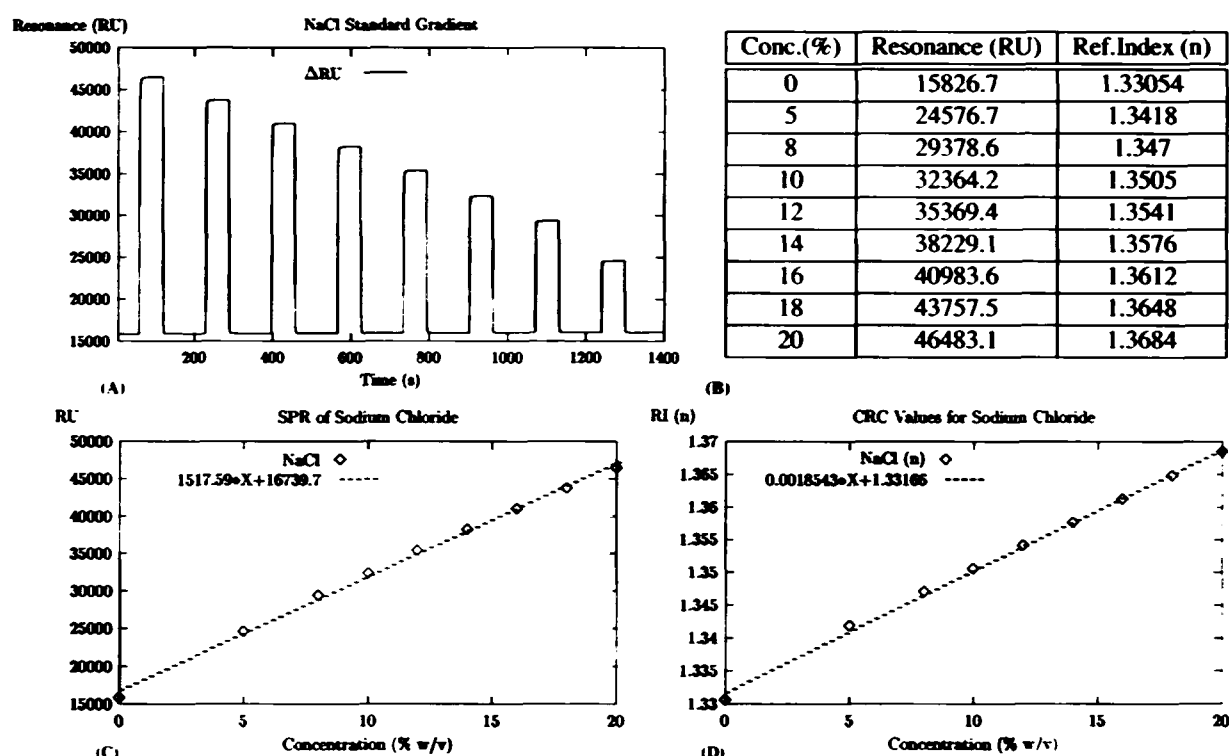 Resonance (RU) NaCl Standard Gradient
50000
45000
40000
35000
30000
25000
20000
15000
ΔRU
200 400 600 800 1000 1200 1400
Time (s)
(A)
Conc.(%) Resonance (RU) Ref.Index (n)
0 15826.7 1.33054
5 24576.7 1.3418
8 29378.6 1.347
10 32364.2 1.3505
12 35369.4 1.3541
14 38229.1 1.3576
16 40983.6 1.3612
18 43757.5 1.3648
20 46483.1 1.3684
(B)
RU SPR of Sodium Chloride
50000
45000
40000
35000
30000
25000
20000
15000
NaCl
1517.59*X+16739.7
0 5 10 15 20
Concentration (% w/v)
(C)
RI (n) CRC Values for Sodium Chloride
1.37
1.365
1.36
1.355
1.35
1.345
1.34
1.335
1.33
NaCl (n)
0.0018543*X+1.33166
0 5 10 15 20
Concentration (% w/v)
(D)